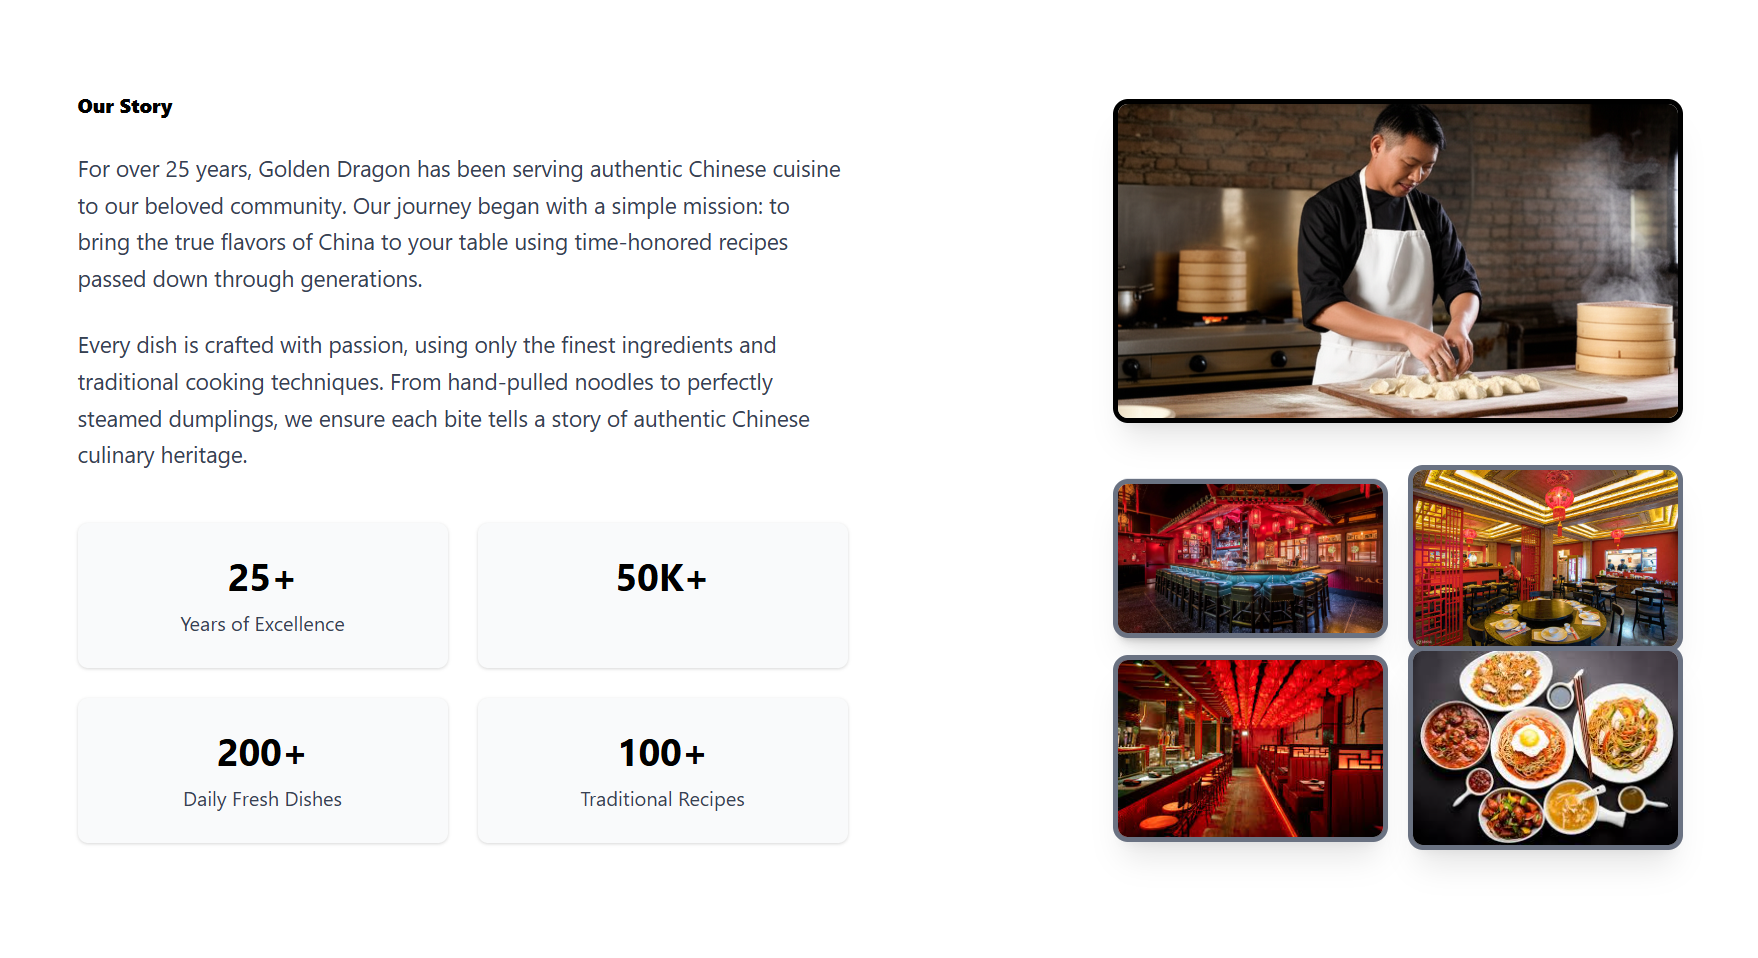 Our Story
For over 25 years, Golden Dragon has been serving authentic Chinese cuisine
to our beloved community. Our journey began with a simple mission: to
bring the true flavors of China to your table using time-honored recipes
passed down through generations.
Every dish is crafted with passion, using only the finest ingredients and
traditional cooking techniques. From hand-pulled noodles to perfectly
steamed dumplings, we ensure each bite tells a story of authentic Chinese
culinary heritage.
25+
Years of Excellence
50K+
200+
Daily Fresh Dishes
100+
Traditional Recipes